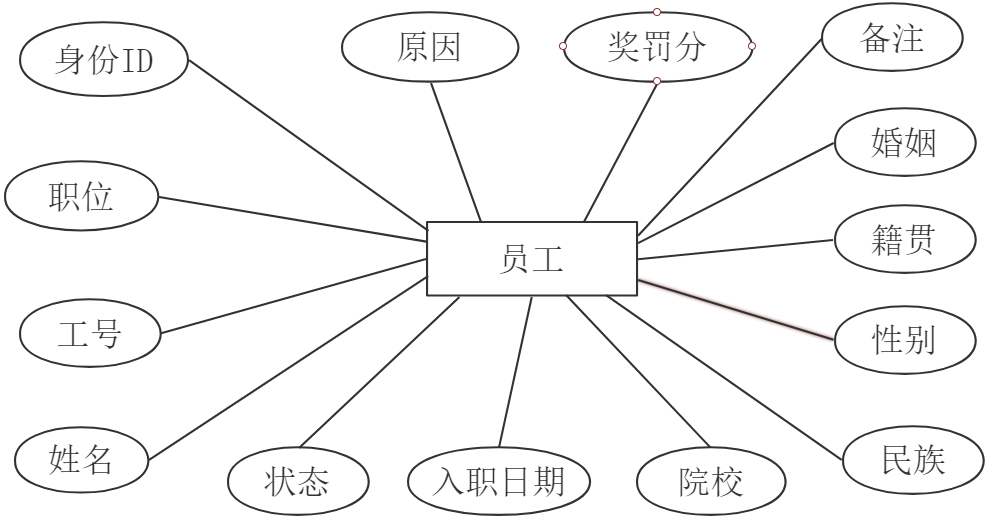 身份ID
原因
奖罚分
备注
婚姻
职位
籍贯
员工
工号
性别
姓名
状态
入职日期
院校
民族